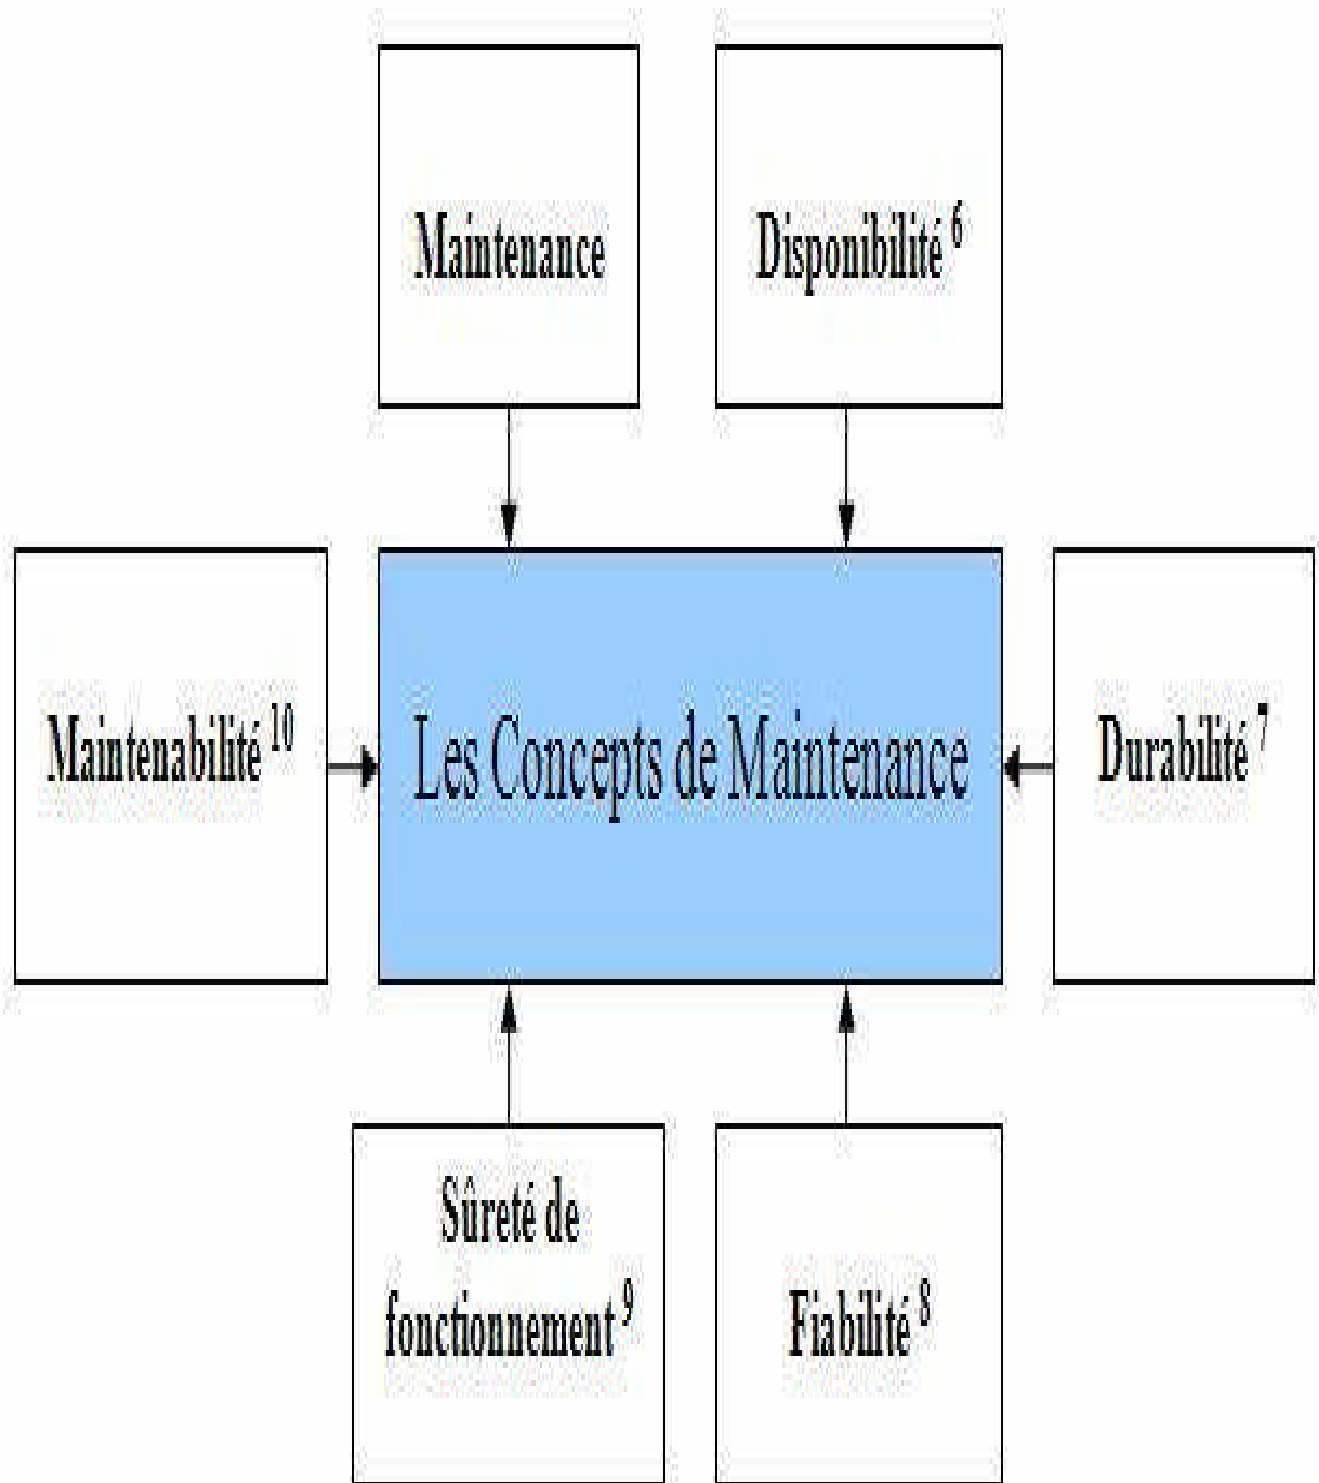 Maintenance
Disponibilité 6
Maintenabilité 10
Les Concepts de Maintenance
Durabilité 7
Sûreté de
fonctionnement 9
Fiabilité 8